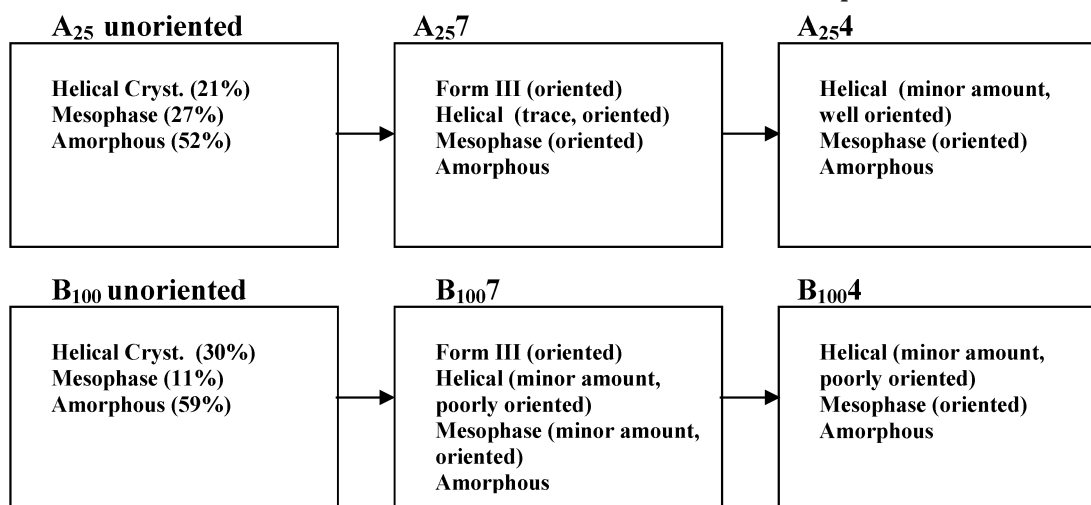 A₂₅ unoriented
Helical Cryst. (21%)
Mesophase (27%)
Amorphous (52%)
A₂₅7
Form III (oriented)
Helical (trace, oriented)
Mesophase (oriented)
Amorphous
A₂₅4
Helical (minor amount,
well oriented)
Mesophase (oriented)
Amorphous
B₁₀₀ unoriented
Helical Cryst. (30%)
Mesophase (11%)
Amorphous (59%)
B₁₀₀7
Form III (oriented)
Helical (minor amount,
poorly oriented)
Mesophase (minor amount,
oriented)
Amorphous
B₁₀₀4
Helical (minor amount,
poorly oriented)
Mesophase (oriented)
Amorphous